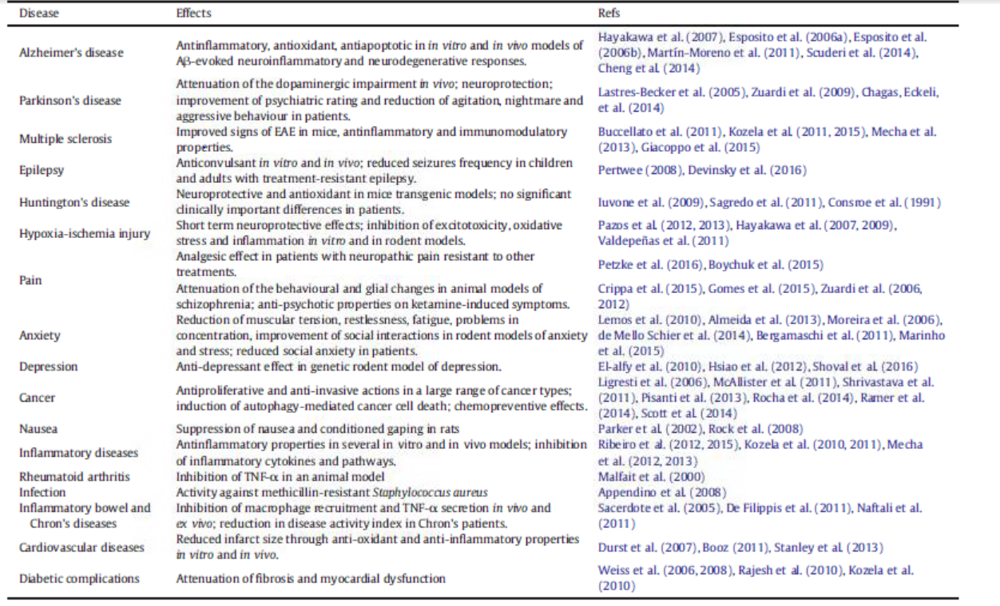 Disease Effects Refs
Alzheimer's disease
Antinflammatory, antioxidant, antiapoptotic in in vitro and in vivo models of
Aβ-evoked neuroinflammatory and neurodegenerative responses.
Hayakawa et al. (2007), Esposito et al. (2006a), Esposito et al.
(2006b), Martín-Moreno et al. (2011), Scuderi et al. (2014),
Cheng et al. (2014)
Parkinson's disease
Attenuation of the dopaminergic impairment in vivo; neuroprotection;
improvement of psychiatric rating and reduction of agitation, nightmare and
aggressive behaviour in patients.
Lastres-Becker et al. (2005), Zuardi et al. (2009), Chagas, Eckeli,
et al. (2014)
Multiple sclerosis
Improved signs of EAE in mice, antinflammatory and immunomodulatory
properties.
Buccellato et al. (2011), Kozela et al. (2011, 2015), Mecha et al.
(2013), Giacoppo et al. (2015)
Epilepsy
Anticonvulsant in vitro and in vivo; reduced seizures frequency in children
and adults with treatment-resistant epilepsy.
Pertwee (2008), Devinsky et al. (2016)
Huntington's disease
Neuroprotective and antioxidant in mice transgenic models; no significant
clinically important differences in patients.
Iuvone et al. (2009), Sagredo et al. (2011), Consroe et al. (1991)
Hypoxia-ischemia injury
Short term neuroprotective effects; inhibition of excitotoxicity, oxidative
stress and inflammation in vitro and in rodent models.
Pazos et al. (2012, 2013), Hayakawa et al. (2007, 2009),
Valdepeñas et al. (2011)
Pain
Analgesic effect in patients with neuropathic pain resistant to other
treatments.
Petzke et al. (2016), Boychuk et al. (2015)
Attenuation of the behavioural and glial changes in animal models of
schizophrenia; anti-psychotic properties on ketamine-induced symptoms.
Crippa et al. (2015), Gomes et al. (2015), Zuardi et al. (2006,
2012)
Anxiety
Reduction of muscular tension, restlessness, fatigue, problems in
concentration, improvement of social interactions in rodent models of anxiety
and stress; reduced social anxiety in patients.
Lemos et al. (2010), Almeida et al. (2013), Moreira et al. (2006),
de Mello Schier et al. (2014), Bergamaschi et al. (2011), Marinho
et al. (2015)
Depression
Anti-depressant effect in genetic rodent model of depression.
El-alfy et al. (2010), Hsiao et al. (2012), Shoval et al. (2016)
Cancer
Antiproliferative and anti-invasive actions in a large range of cancer types;
induction of autophagy-mediated cancer cell death; chemopreventive effects.
Ligresti et al. (2006), McAllister et al. (2011), Shrivastava et al.
(2011), Pisanti et al. (2013), Rocha et al. (2014), Ramer et al.
(2014), Scott et al. (2014)
Nausea
Suppression of nausea and conditioned gaping in rats
Parker et al. (2002), Rock et al. (2008)
Inflammatory diseases
Antinflammatory properties in several in vitro and in vivo models; inhibition
of inflammatory cytokines and pathways.
Ribeiro et al. (2012, 2015), Kozela et al. (2010, 2011), Mecha
et al. (2012, 2013)
Rheumatoid arthritis
Inhibition of TNF-α in an animal model
Malfait et al. (2000)
Infection
Activity against methicillin-resistant Staphylococcus aureus
Appendino et al. (2008)
Inflammatory bowel and
Chron's diseases
Inhibition of macrophage recruitment and TNF-α secretion in vivo and
ex vivo; reduction in disease activity index in Chron's patients.
Sacerdote et al. (2005), De Filippis et al. (2011), Naftali et al.
(2011)
Cardiovascular diseases
Reduced infarct size through anti-oxidant and anti-inflammatory properties
in vitro and in vivo.
Durst et al. (2007), Booz (2011), Stanley et al. (2013)
Diabetic complications
Attenuation of fibrosis and myocardial dysfunction
Weiss et al. (2006, 2008), Rajesh et al. (2010), Kozela et al.
(2010)